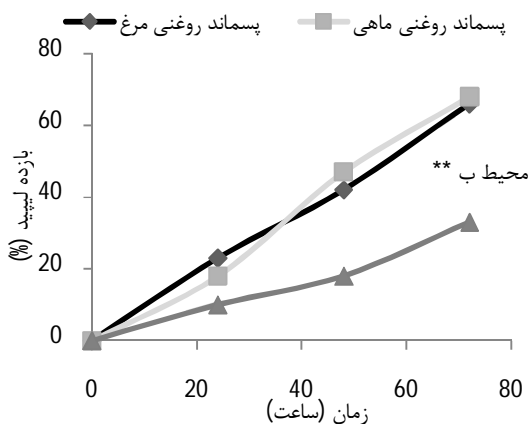 پسماند روغنی مرغ پسماند روغنی ماهی
80
60
40
20
0
بازده لیپید (%)
محیط ب **
0 20 40 60 80
زمان (ساعت)